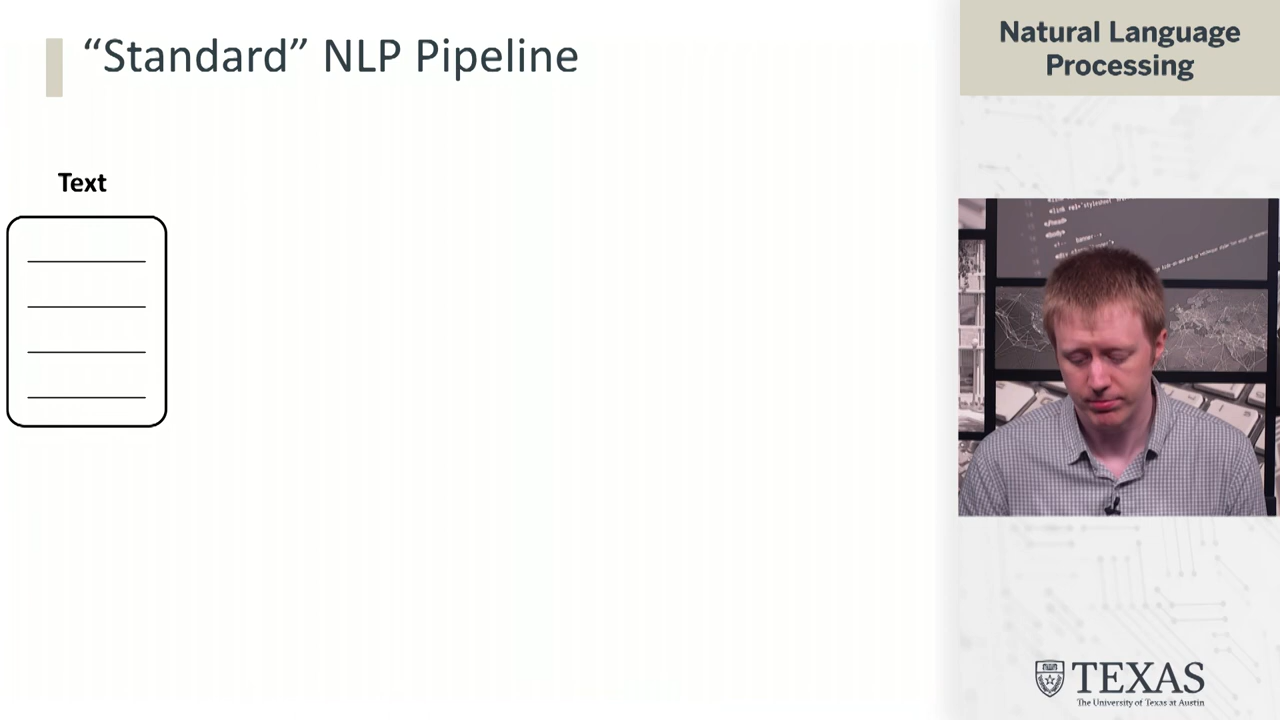 “Standard” NLP Pipeline
Text
Natural Language
Processing
TEXAS
The University of Texas at Austin